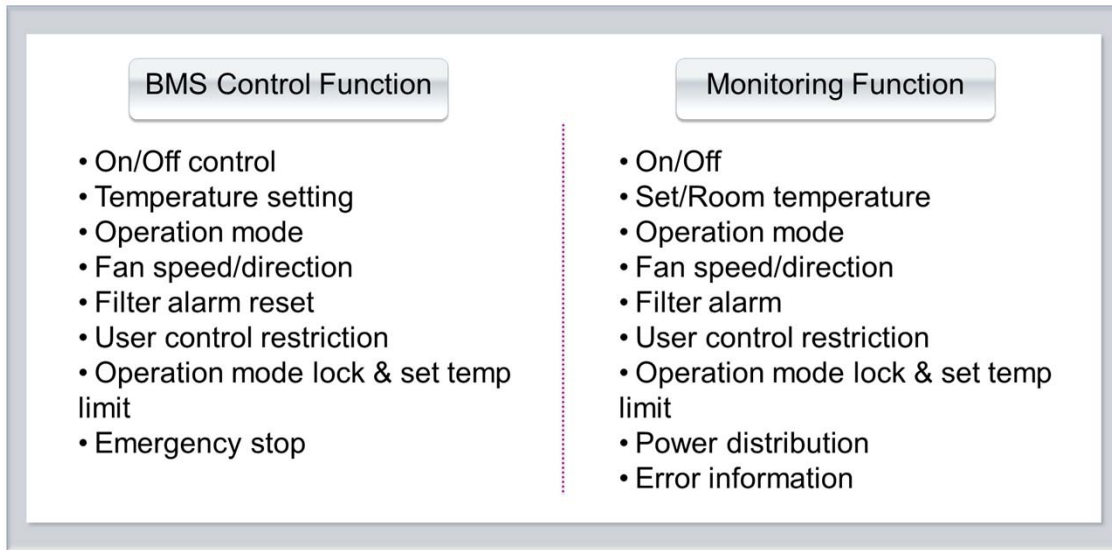 BMS Control Function
• On/Off control
• Temperature setting
• Operation mode
• Fan speed/direction
• Filter alarm reset
• User control restriction
• Operation mode lock & set temp
limit
• Emergency stop
Monitoring Function
• On/Off
• Set/Room temperature
• Operation mode
• Fan speed/direction
• Filter alarm
• User control restriction
• Operation mode lock & set temp
limit
• Power distribution
• Error information